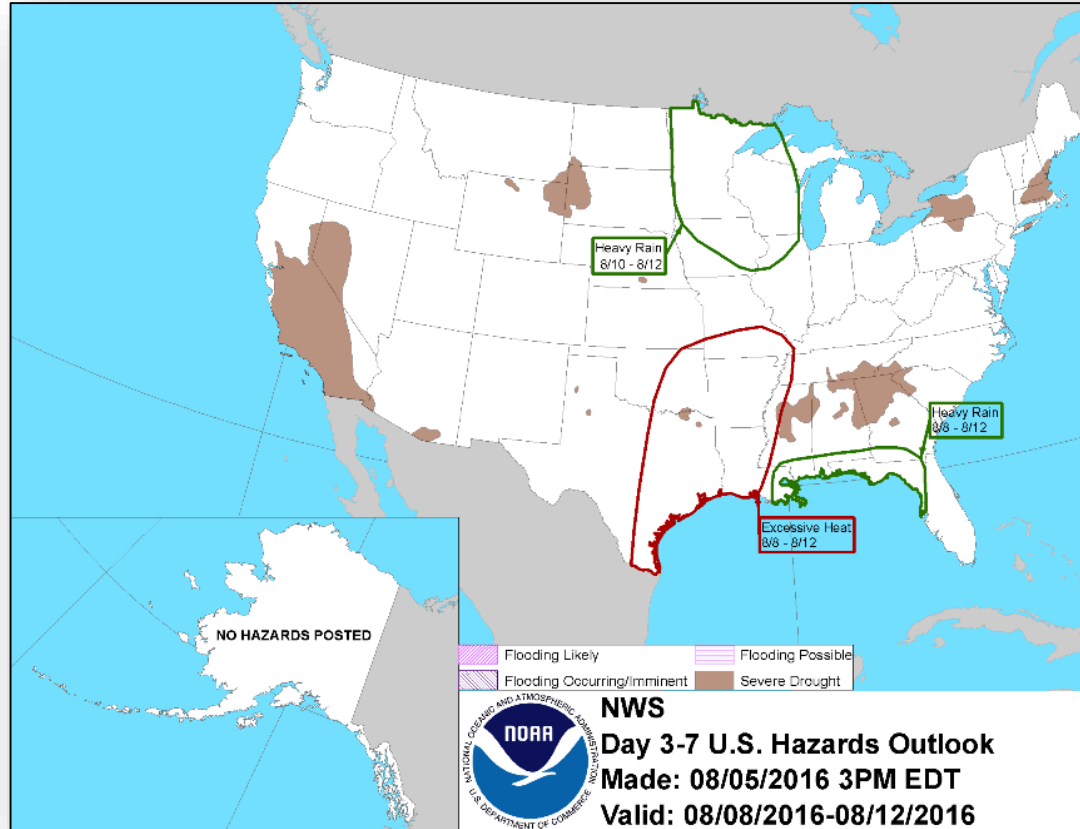 Heavy Rain
8/10 - 8/12
Heavy Rain
8/8 - 8/12
Excessive Heat
8/8 - 8/12
NO HAZARDS POSTED
Flooding Likely
Flooding Possible
Flooding Occurring/Imminent
Severe Drought
NATIONAL OCEANIC AND ATMOSPHERIC ADMINISTRATION
NOAA
U.S. DEPARTMENT OF COMMERCE
NWS
Day 3-7 U.S. Hazards Outlook
Made: 08/05/2016 3PM EDT
Valid: 08/08/2016-08/12/2016